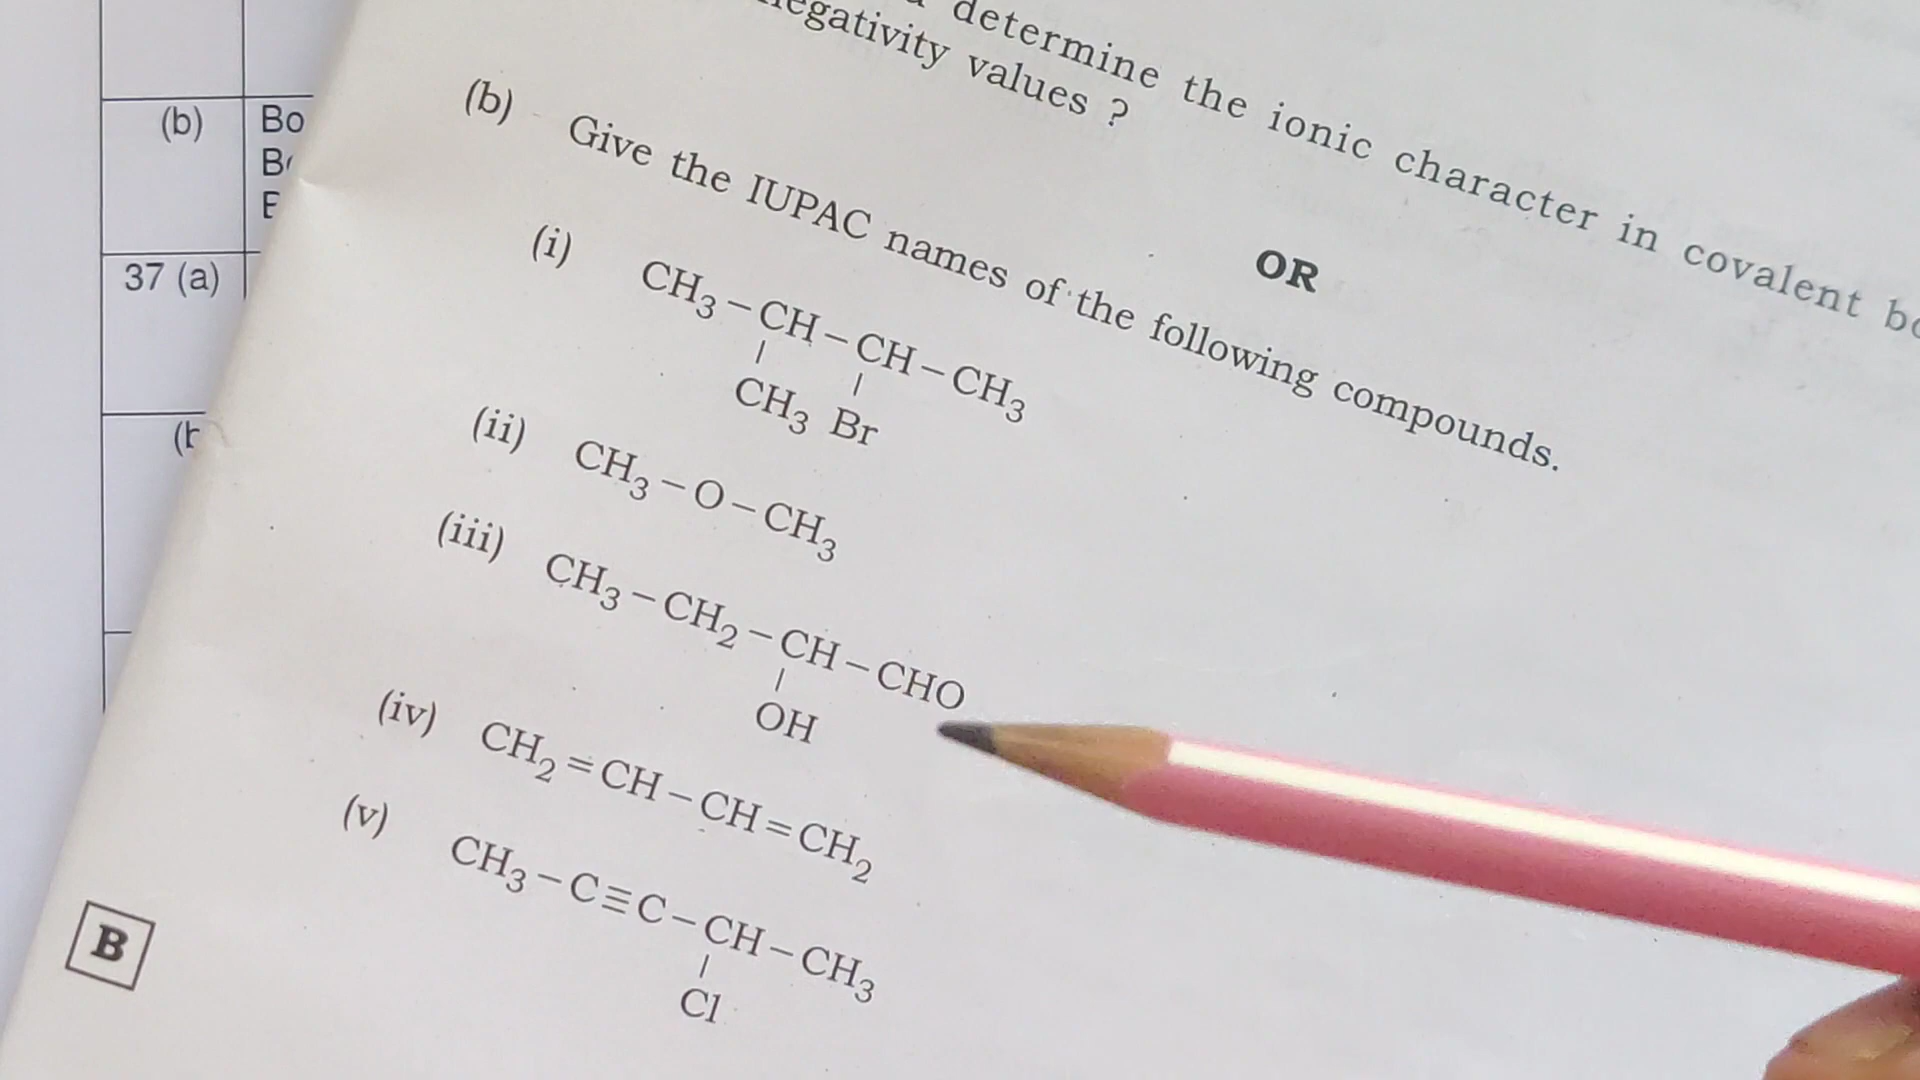 determine the ionic character in covalent
values ?
OR
(b) Give the IUPAC names of the following compounds.
(i) CH₃ – CH – CH – CH₃
CH₃ Br
(ii) CH₃ – O – CH₃
(iii) CH₃ – CH₂ – CH – CHO
OH
(iv) CH₂ = CH – CH = CH₂
(v) CH₃ – C ≡ C – CH – CH₃
Cl
B
(b) Bo
37 (a)